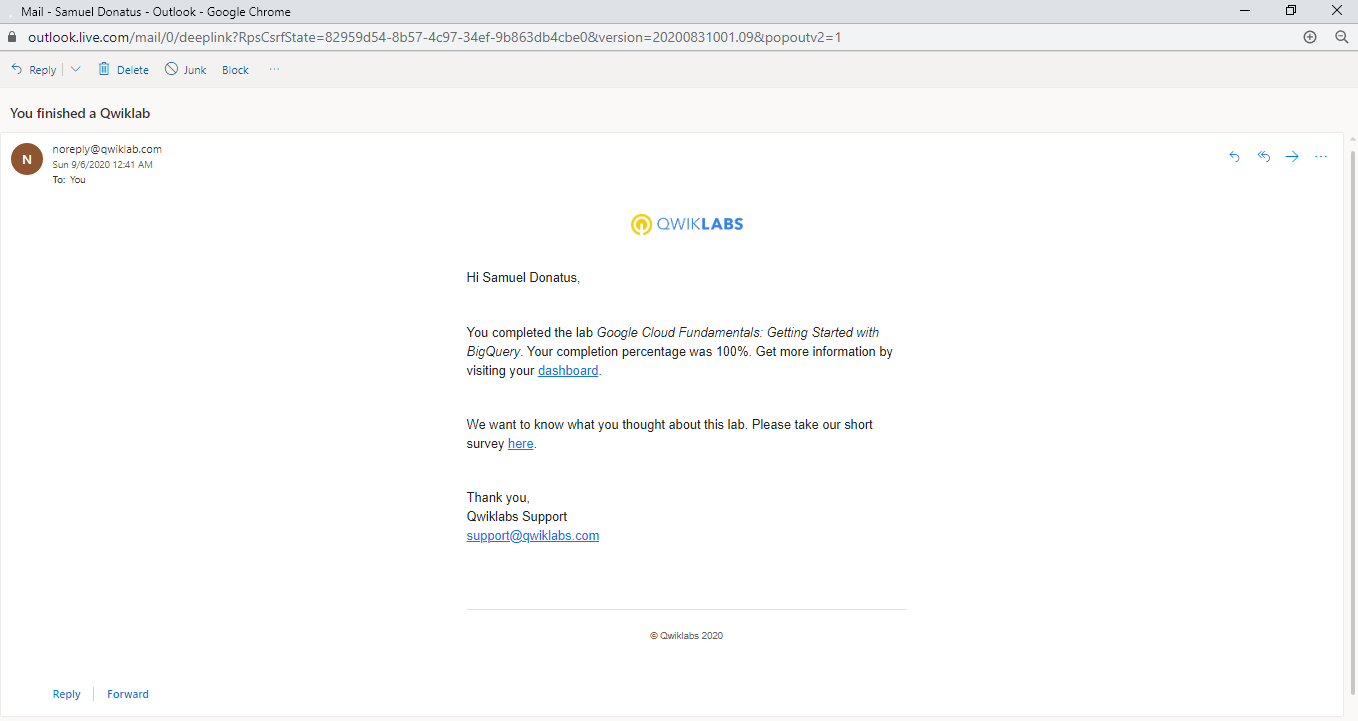 Mail - Samuel Donatus - Outlook - Google Chrome
outlook.live.com/mail/0/deeplink?RpsCsrfState=82959d54-8b57-4c97-34ef-9b863db4cbe0&version=20200831001.09&popoutv2=1
Reply Delete Junk Block ...
You finished a Qwiklab
N
noreply@qwiklab.com
Sun 9/6/2020 12:41 AM
To: You
QWIKLABS
Hi Samuel Donatus,
You completed the lab Google Cloud Fundamentals: Getting Started with
BigQuery. Your completion percentage was 100%. Get more information by
visiting your dashboard.
We want to know what you thought about this lab. Please take our short
survey here.
Thank you,
Qwiklabs Support
support@qwiklabs.com
© Qwiklabs 2020
Reply Forward